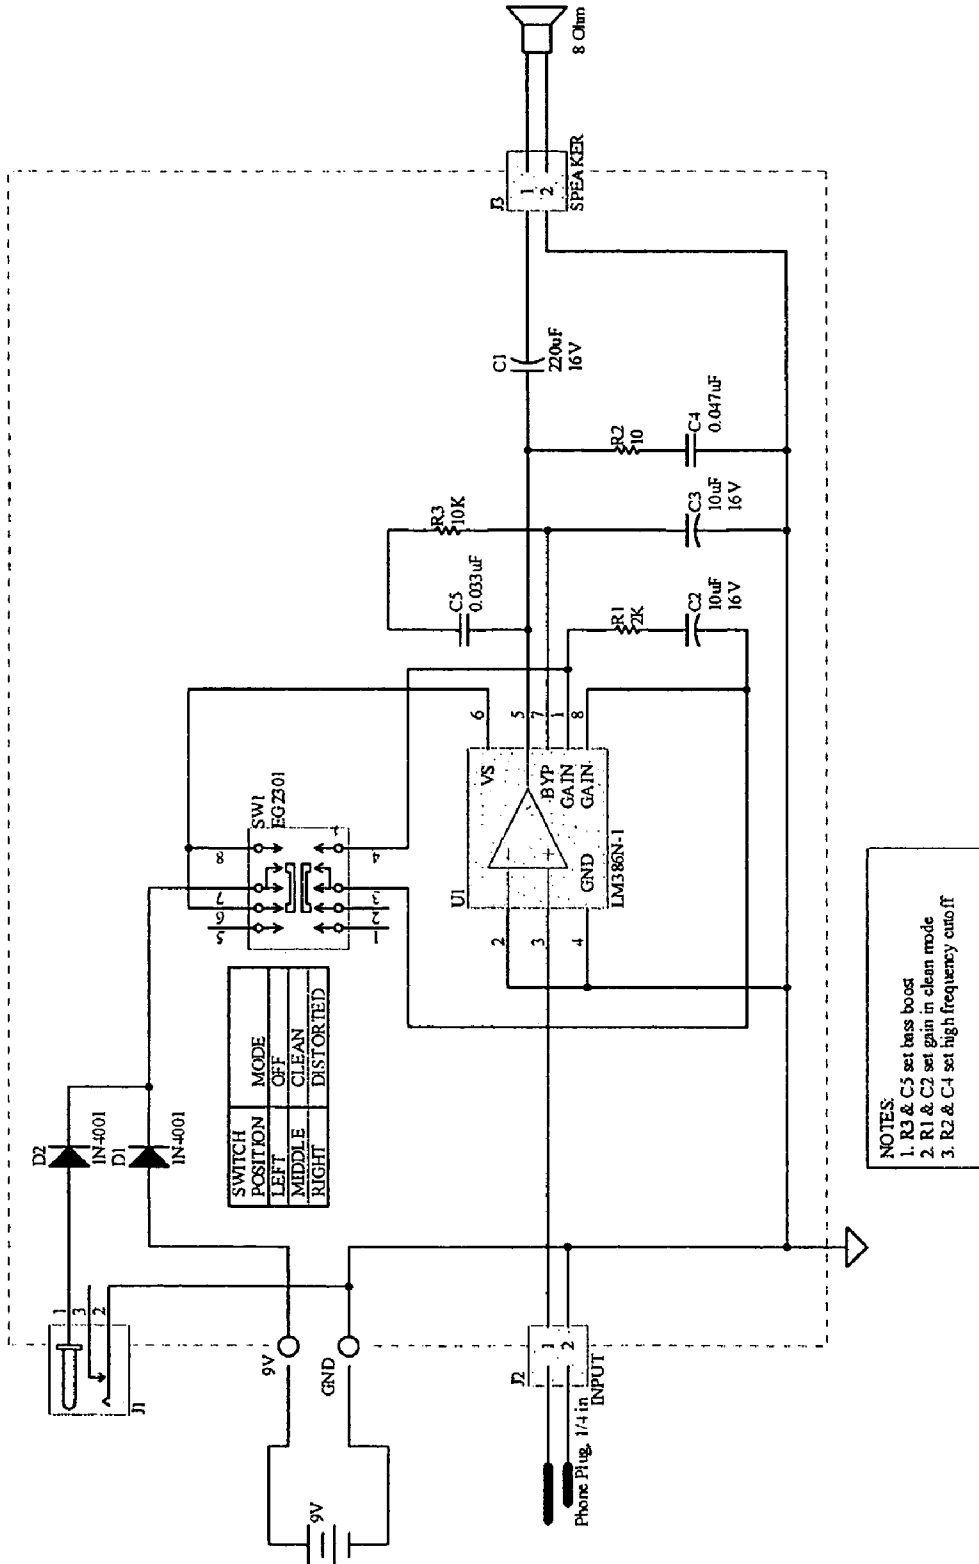 J1
1
3
2
D2
1N4001
D1
1N4001
9V
9V
GND
SWITCH POSITION MODE
LEFT OFF
MIDDLE CLEAN
RIGHT DISTORTED
SW1
EG2301
5
6
7
8
1
2
3
4
J2
1
2
INPUT
Phone Plug, 1/4 in
U1
LM386N-1
2
3
4
-
+
GND
VS
BYP
GAIN
GAIN
6
5
7
1
8
C5
0.033uF
R3
10K
R1
2K
C2
10uF
16V
C3
10uF
16V
R2
10
C4
0.047uF
C1
220uF
16V
J3
1
2
SPEAKER
8 Ohm
NOTES:
1. R3 & C5 set bass boost
2. R1 & C2 set gain in clean mode
3. R2 & C4 set high frequency cutoff